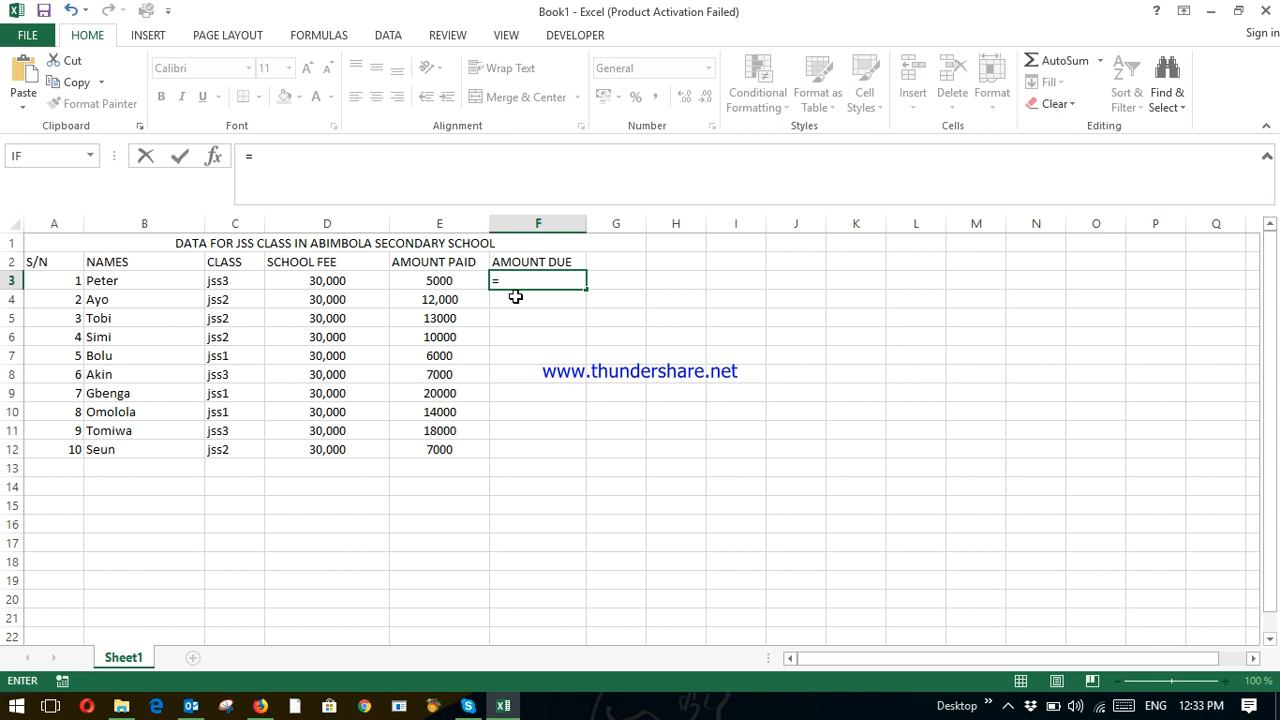 Book1 - Excel (Product Activation Failed)
?
FILE HOME INSERT PAGE LAYOUT FORMULAS DATA REVIEW VIEW DEVELOPER Sign in
Paste
Cut
Copy
Format Painter
Clipboard
Calibri 11
B I U
Font
Wrap Text
Merge & Center
Alignment
General
%
Number
Conditional Formatting
Format as Table
Cell Styles
Styles
Insert
Delete
Format
Cells
AutoSum
Fill
Clear
Sort & Filter
Find & Select
Editing
IF fx =
A B C D E F G H I J K L M N O P Q
1 DATA FOR JSS CLASS IN ABIMBOLA SECONDARY SCHOOL
2 S/N NAMES CLASS SCHOOL FEE AMOUNT PAID AMOUNT DUE
3 1 Peter jss3 30,000 5000 =
4 2 Ayo jss2 30,000 12,000
5 3 Tobi jss2 30,000 13000
6 4 Simi jss2 30,000 10000
7 5 Bolu jss1 30,000 6000
www.thundershare.net
8 6 Akin jss3 30,000 7000
9 7 Gbenga jss1 30,000 20000
10 8 Omolola jss1 30,000 14000
11 9 Tomiwa jss3 30,000 18000
12 10 Seun jss2 30,000 7000
13
14
15
16
17
18
19
20
21
22
Sheet1
ENTER
100 %
Desktop » ENG 12:33 PM